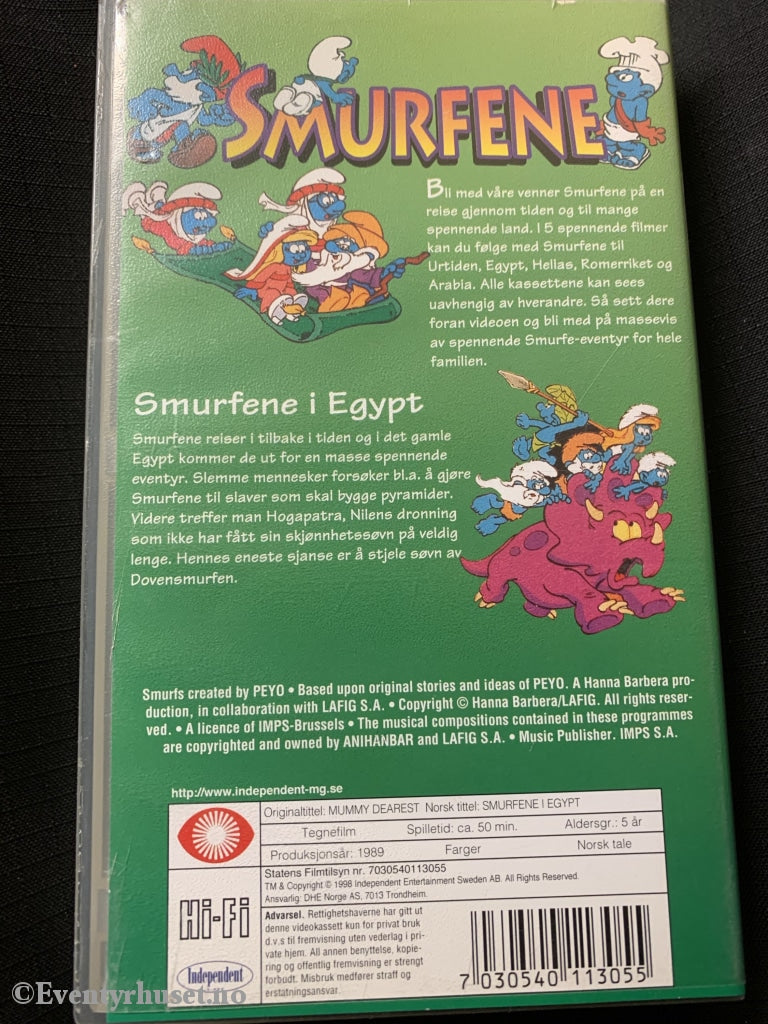 SMURFENE
Bli med våre venner Smurfene på en
reise gjennom tiden og til mange
spennende land. I 5 spennende filmer
kan du følge med Smurfene til
Urtiden, Egypt, Hellas, Romerriket og
Arabia. Alle kassettene kan sees
uavhengig av hverandre. Så sett dere
foran videoen og bli med på massevis
av spennende Smurfe-eventyr for hele
familien.
Smurfene i Egypt
Smurfene reiser i tilbake i tiden og i det gamle
Egypt kommer de ut for en masse spennende
eventyr. Slemme mennesker forsøker bl.a. å gjøre
Smurfene til slaver som skal bygge pyramider.
Videre treffer man Hogapatra, Nilens dronning
som ikke har fått sin skjønnhetssøvn på veldig
lenge. Hennes eneste sjanse er å stjele søvn av
Dovensmurfen.
Smurfs created by PEYO • Based upon original stories and ideas of PEYO. A Hanna Barbera pro-
duction, in collaboration with LAFIG S.A. • Copyright © Hanna Barbera/LAFIG. All rights reser-
ved. • A licence of IMPS-Brussels • The musical compositions contained in these programmes
are copyrighted and owned by ANIHANBAR and LAFIG S.A. • Music Publisher. IMPS S.A.
http://www.independent-mg.se
Originaltittel: MUMMY DEAREST Norsk tittel: SMURFENE I EGYPT
Tegnefilm Spilletid: ca. 50 min. Aldersgr.: 5 år
Produksjonsår: 1989 Farger Norsk tale
Statens Filmtilsyn nr. 7030540113055
TM & Copyright © 1998 Independent Entertainment Sweden AB. All Rights Reserved.
Ansvarlig: DHE Norge AS, 7013 Trondheim.
Hi-Fi
Advarsel. Rettighetshaverne har gitt ut
denne videokassett kun for privat bruk
d.v.s til fremvisning uten vederlag i pri-
vate hjem. All annen benyttelse, kopie-
ring og offentlig fremvisning er strengt
forbudt. Misbruk medfører straff og
erstatningsansvar.
Independent
7 030540 113055
©Eventyrhuset.no